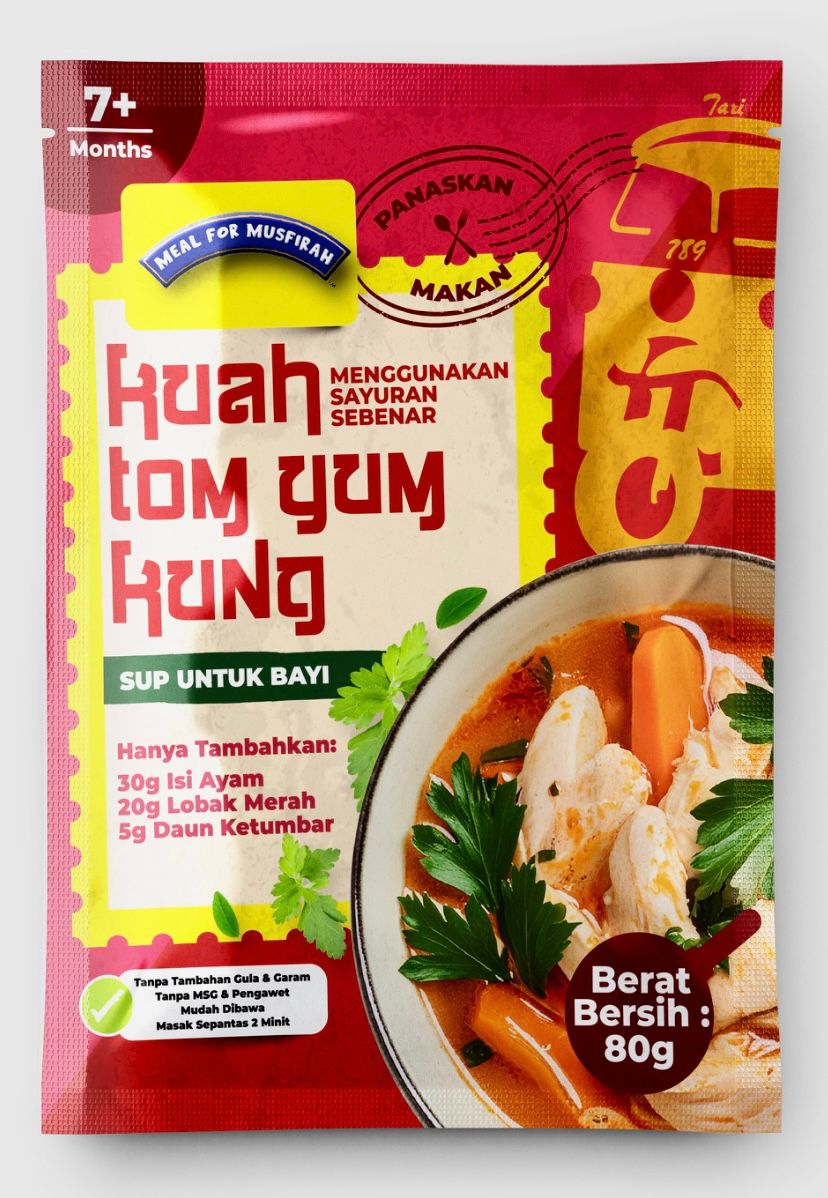 7+
Months
Taxi
PANASKAN
MAKAN
789
MEAL FOR MUSFIRAH
kuah
MENGGUNAKAN
SAYURAN
SEBENAR
tom yum
kung
SUP UNTUK BAYI
Hanya Tambahkan:
30g Isi Ayam
20g Lobak Merah
5g Daun Ketumbar
Tanpa Tambahan Gula & Garam
Tanpa MSG & Pengawet
Mudah Dibawa
Masak Sepantas 2 Minit
Berat
Bersih :
80g